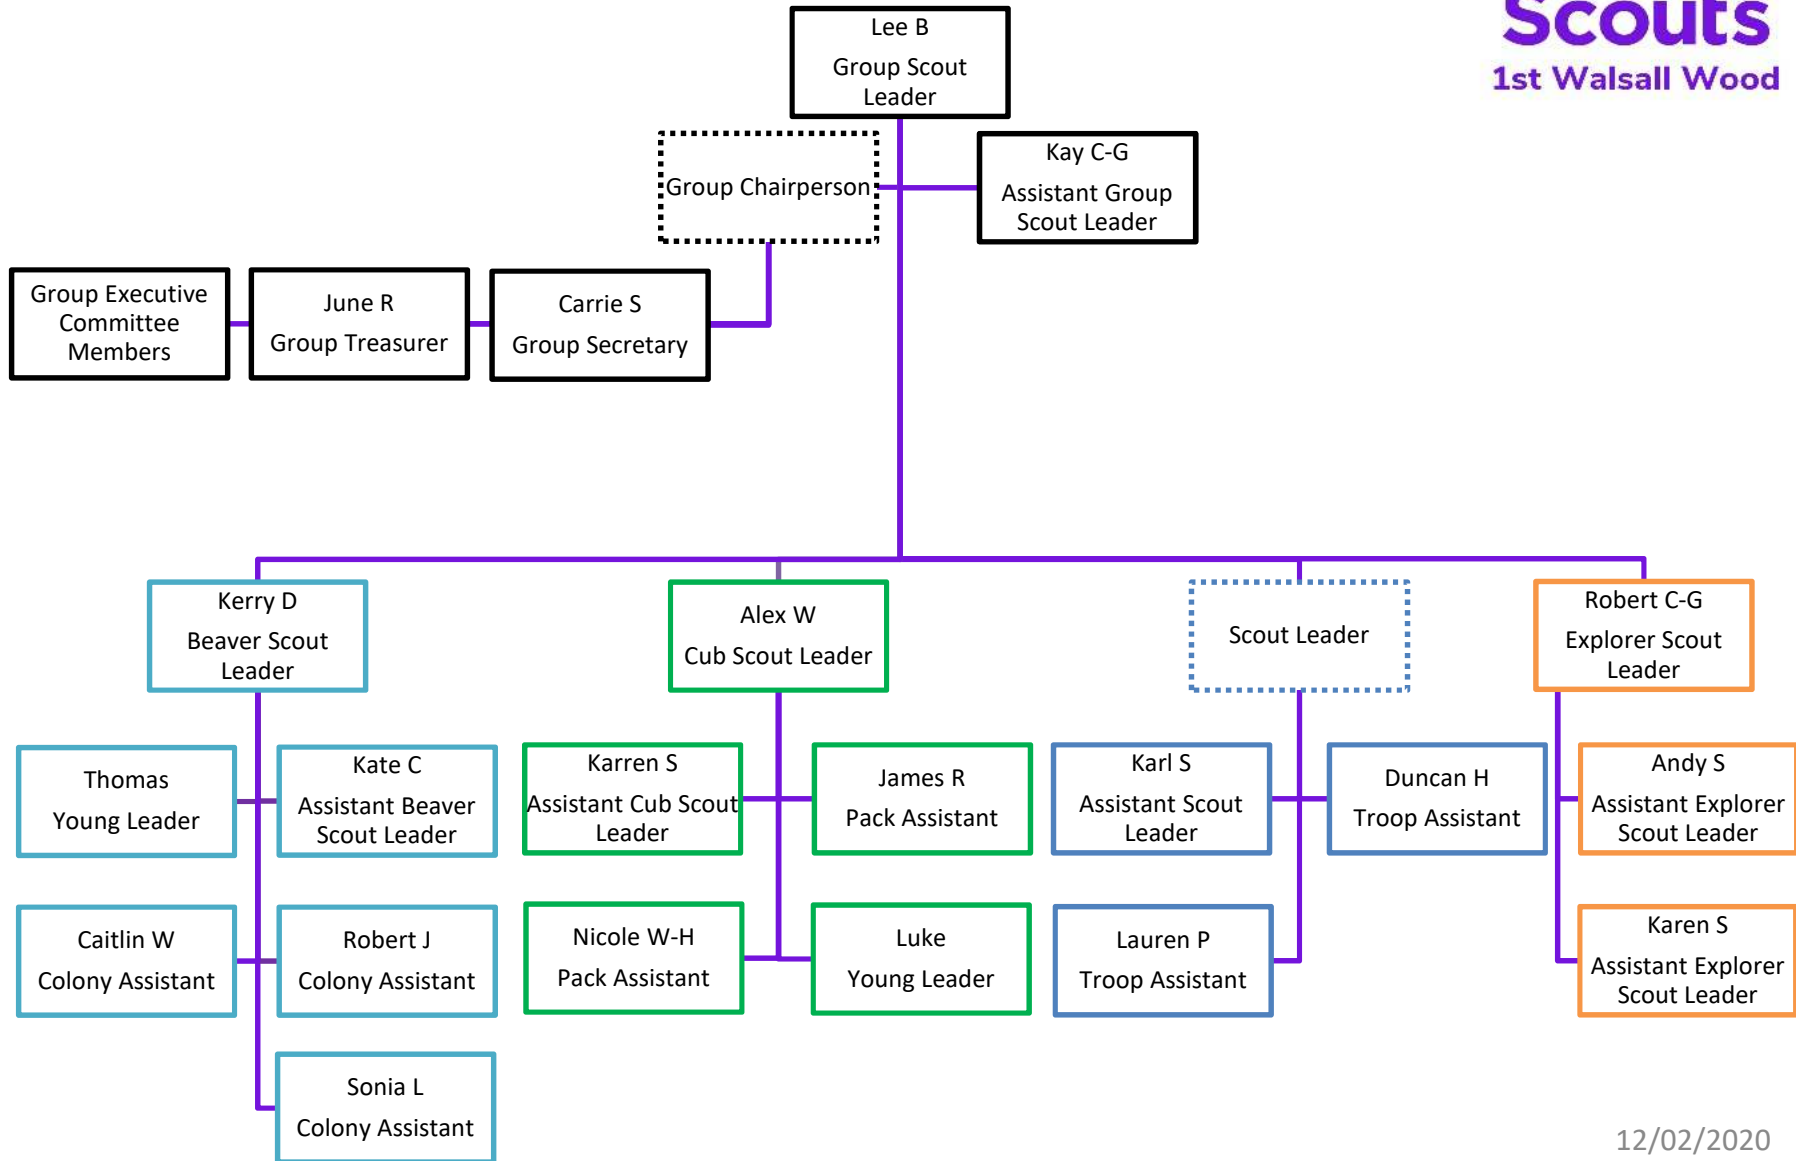 Scouts
1st Walsall Wood
Lee B
Group Scout
Leader
Group Chairperson
Kay C-G
Assistant Group
Scout Leader
Group Executive
Committee
Members
June R
Group Treasurer
Carrie S
Group Secretary
Kerry D
Beaver Scout
Leader
Alex W
Cub Scout Leader
Scout Leader
Robert C-G
Explorer Scout
Leader
Thomas
Young Leader
Kate C
Assistant Beaver
Scout Leader
Karren S
Assistant Cub Scout
Leader
James R
Pack Assistant
Karl S
Assistant Scout
Leader
Duncan H
Troop Assistant
Andy S
Assistant Explorer
Scout Leader
Caitlin W
Colony Assistant
Robert J
Colony Assistant
Nicole W-H
Pack Assistant
Luke
Young Leader
Lauren P
Troop Assistant
Karen S
Assistant Explorer
Scout Leader
Sonia L
Colony Assistant
12/02/2020